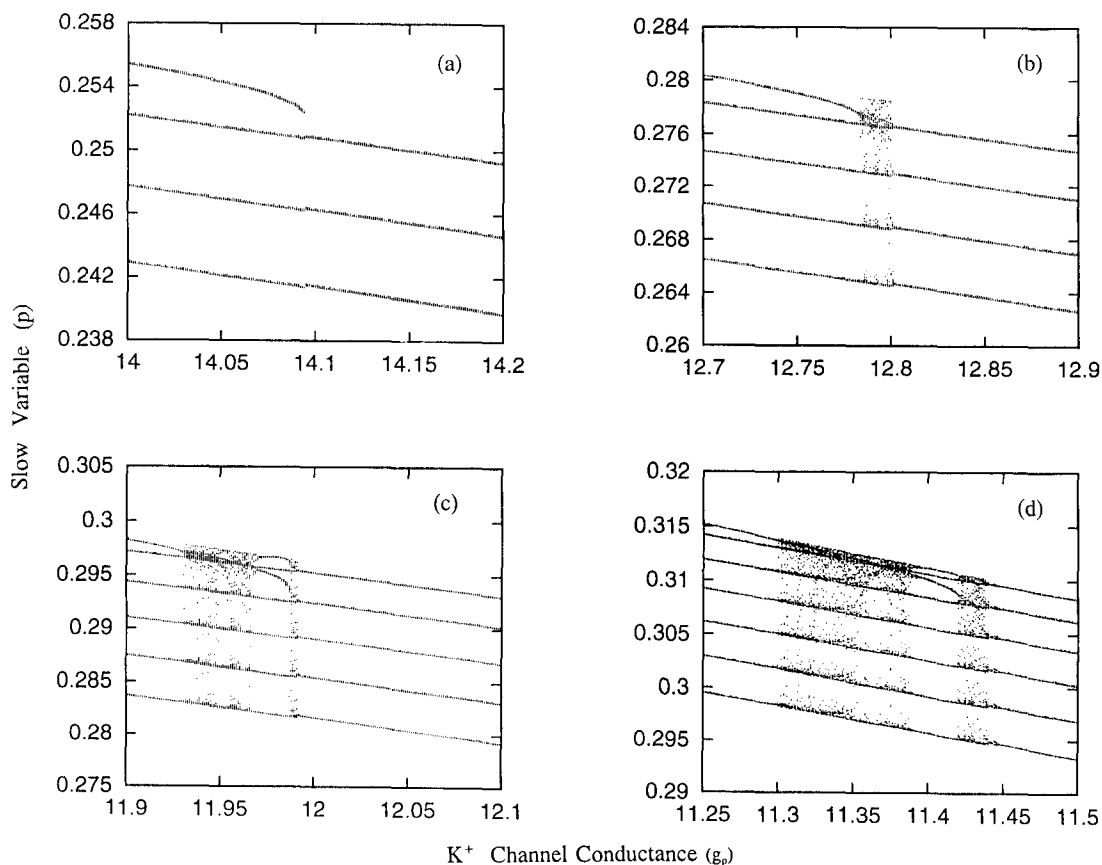 (a)
0.258
0.254
0.25
0.246
0.242
0.238
14 14.05 14.1 14.15 14.2
(b)
0.284
0.28
0.276
0.272
0.268
0.264
0.26
12.7 12.75 12.8 12.85 12.9
Slow Variable (p)
(c)
0.305
0.3
0.295
0.29
0.285
0.28
0.275
11.9 11.95 12 12.05 12.1
(d)
0.32
0.315
0.31
0.305
0.3
0.295
0.29
11.25 11.3 11.35 11.4 11.45 11.5
K⁺ Channel Conductance (gₚ)